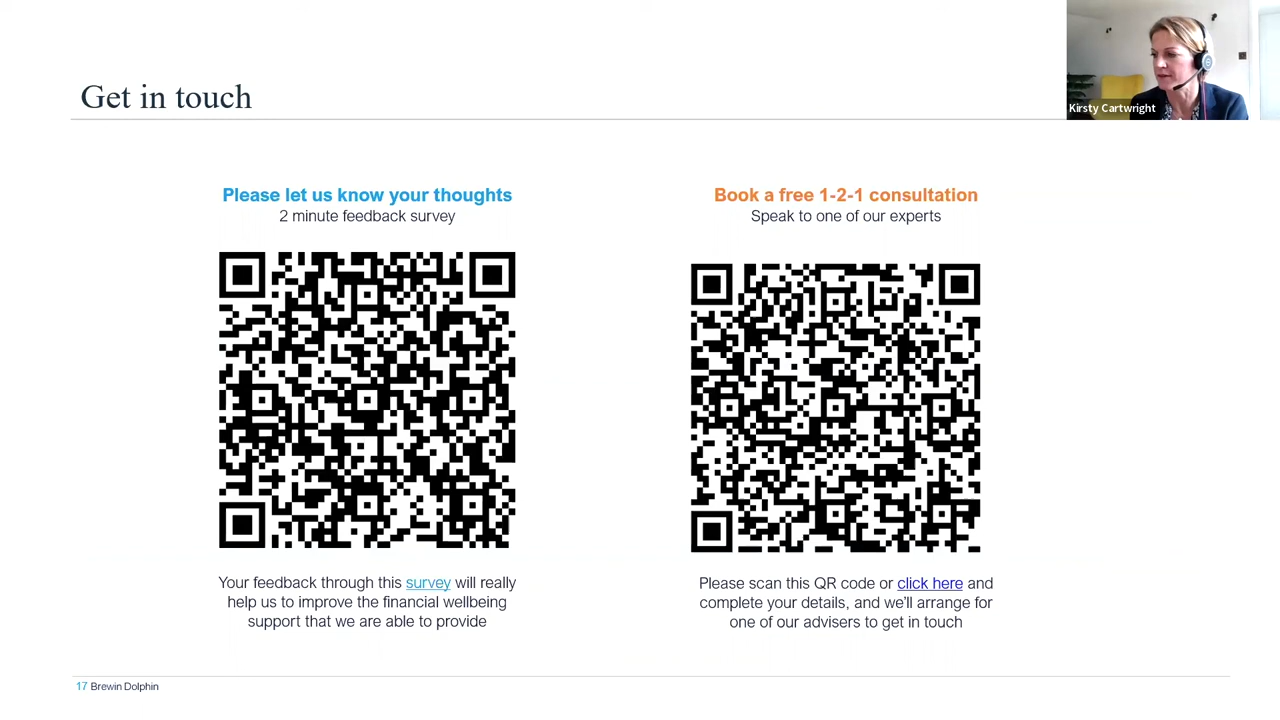 Get in touch
Kirsty Cartwright
Please let us know your thoughts
2 minute feedback survey
Your feedback through this survey will really
help us to improve the financial wellbeing
support that we are able to provide
Book a free 1-2-1 consultation
Speak to one of our experts
Please scan this QR code or click here and
complete your details, and we'll arrange for
one of our advisers to get in touch
17 Brewin Dolphin